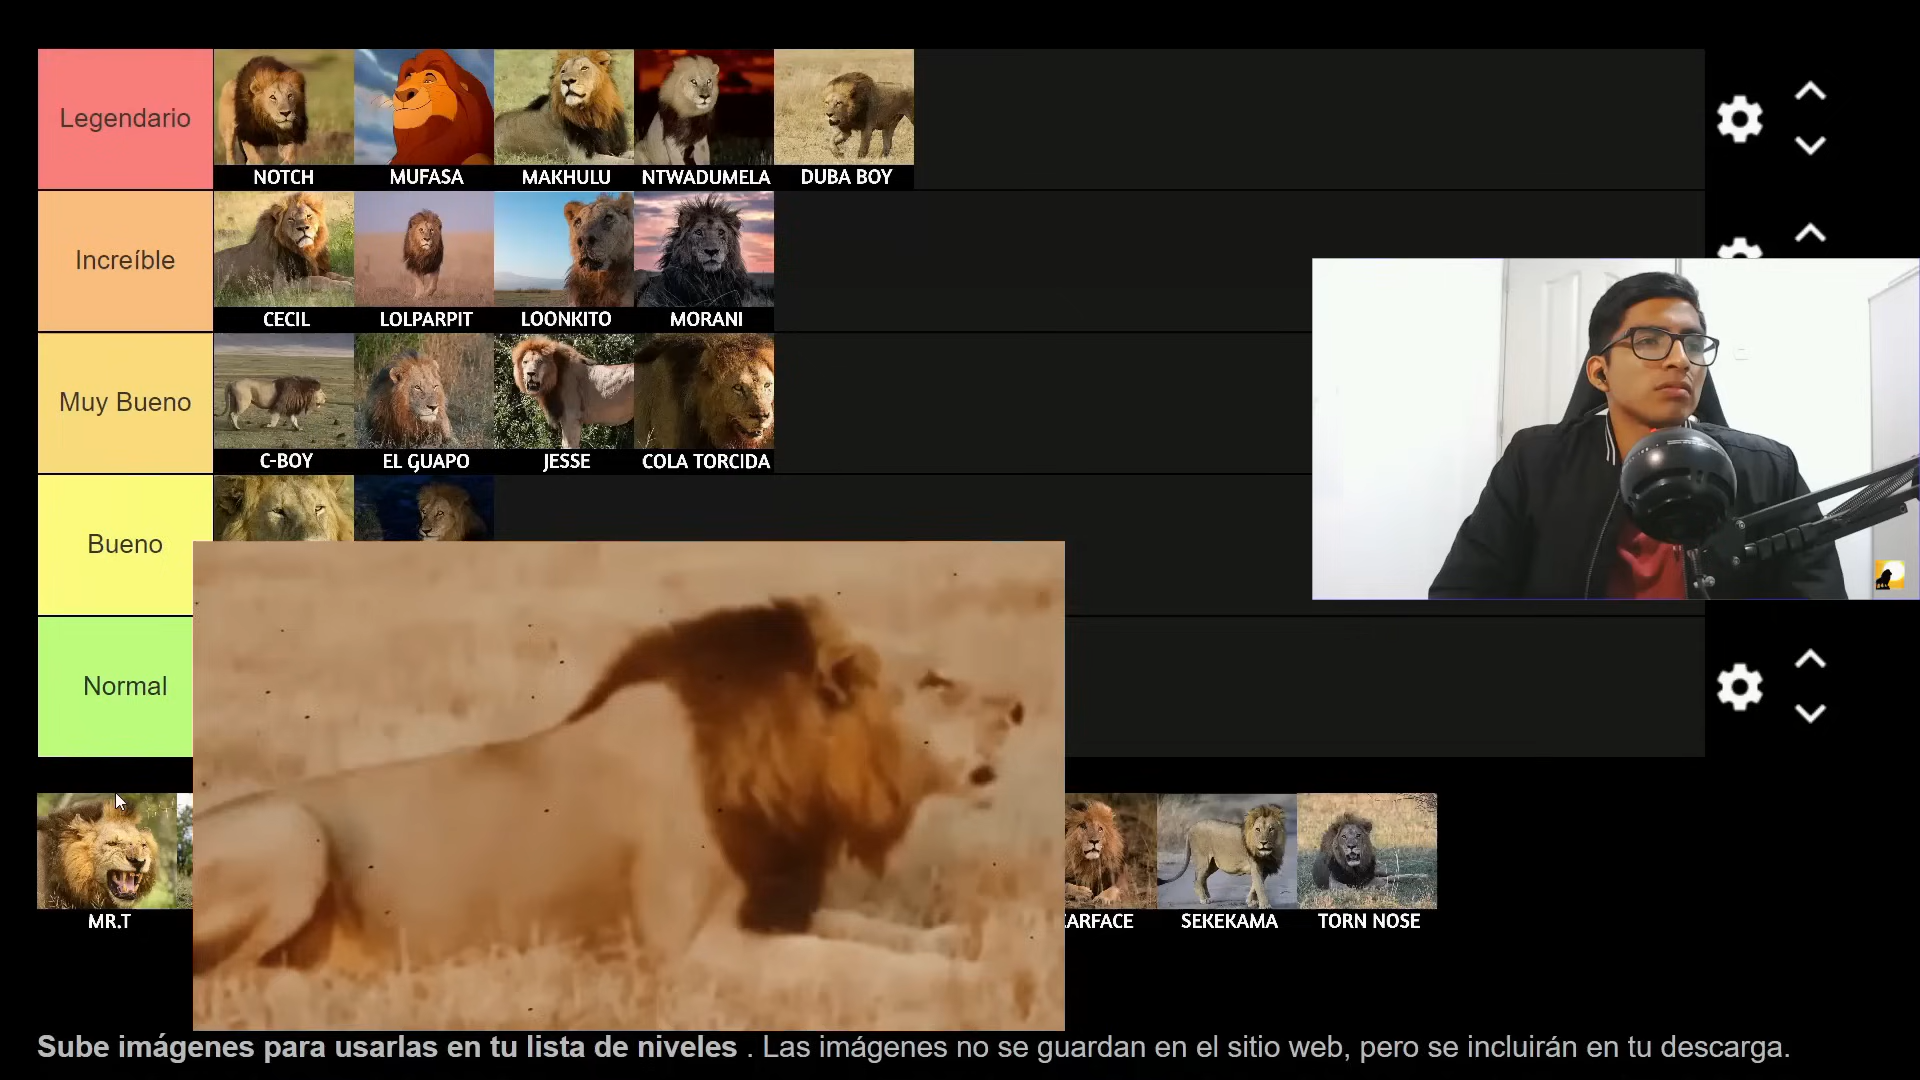 Legendario
NOTCH MUFASA MAKHULU NTWADUMELA DUBA BOY
Increíble
CECIL LOLPARPIT LOONKITO MORANI
Muy Bueno
C-BOY EL GUAPO JESSE COLA TORCIDA
Bueno
Normal
MR.T ARFACE SEKEKAMA TORN NOSE
Sube imágenes para usarlas en tu lista de niveles . Las imágenes no se guardan en el sitio web, pero se incluirán en tu descarga.